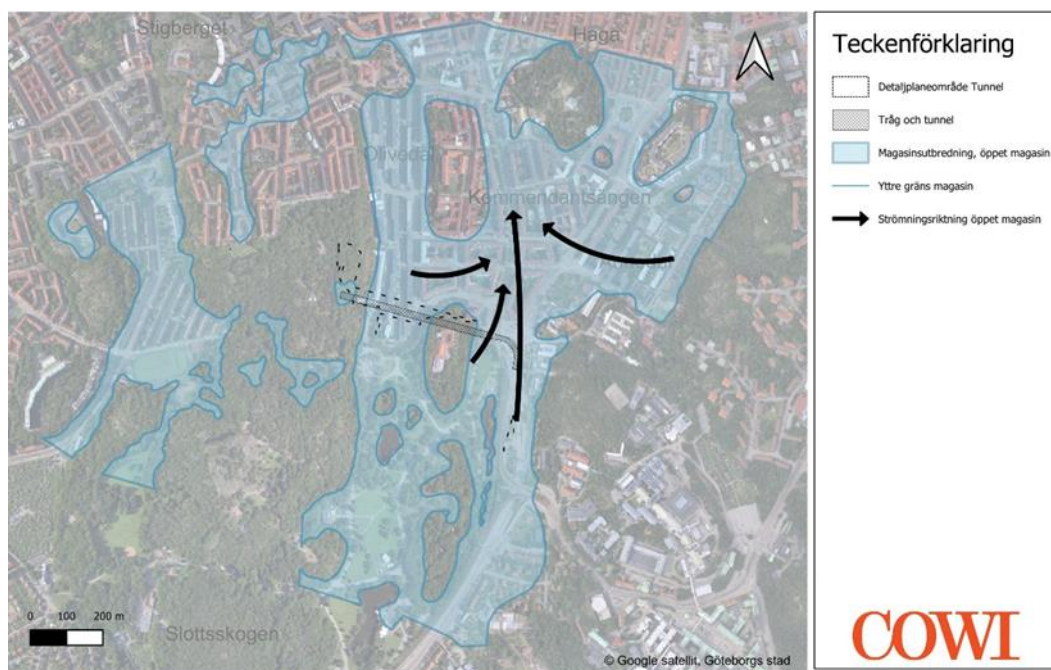 Stigberget
Haga
Olivedal
Kommendantsängen
Slottsskogen
0 100 200 m
© Google satellit, Göteborgs stad
Teckenförklaring
Detaljplaneområde Tunnel
Tråg och tunnel
Magasinsutbredning, öppet magasin
Yttre gräns magasin
Strömningsriktning öppet magasin
COWI